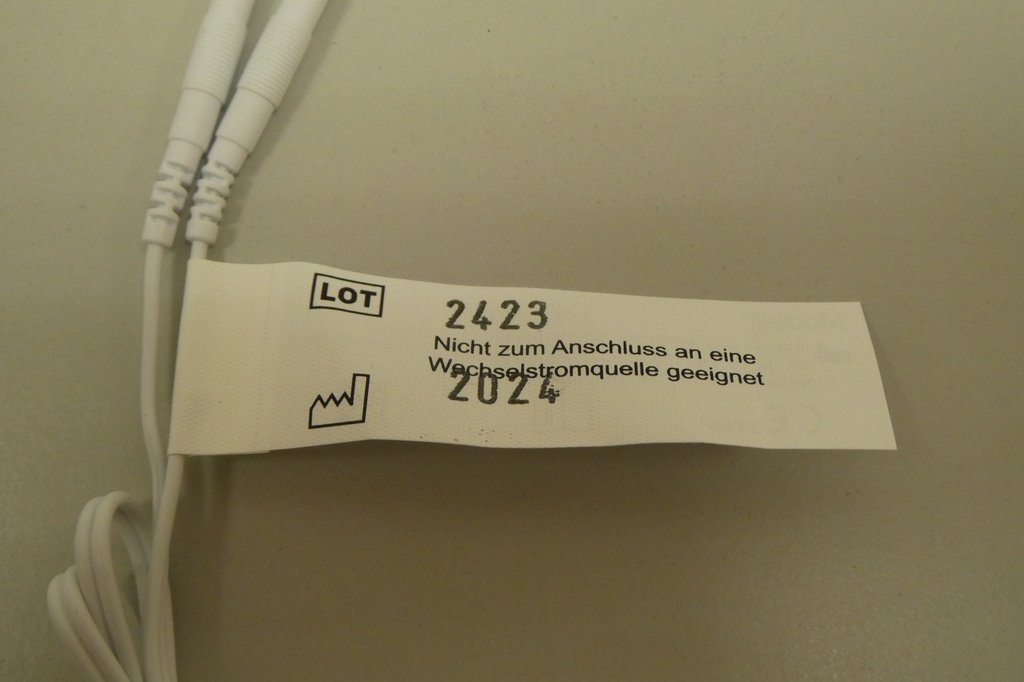 LOT 2423
Nicht zum Anschluss an eine
Wechselstromquelle geeignet
2024